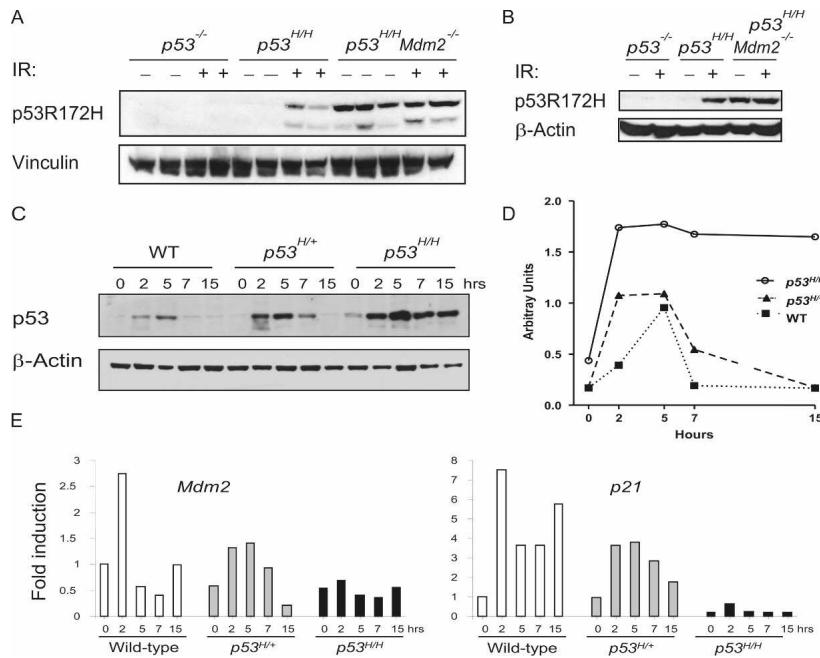 A
p53-/- p53H/H p53H/HMdm2-/-
IR: – – + + – – + + – – – + +
p53R172H
Vinculin
B
p53H/H
p53-/- p53H/H Mdm2-/-
IR: – + – + – +
p53R172H
β-Actin
C
WT p53H/+ p53H/H
0 2 5 7 15 0 2 5 7 15 0 2 5 7 15 hrs
p53
β-Actin
D
2.0
1.5
1.0
0.5
0.0
Arbitray Units
0 2 5 7 15
Hours
p53H/H
p53H/
WT
E
Fold induction
3
2.5
2
1.5
1
0.5
0
Mdm2
0 2 5 7 15 0 2 5 7 15 0 2 5 7 15 hrs
Wild-type p53H/+ p53H/H
8
7
6
5
4
3
2
1
0
p21
0 2 5 7 15 0 2 5 7 15 0 2 5 7 15 hrs
Wild-type p53H/+ p53H/H